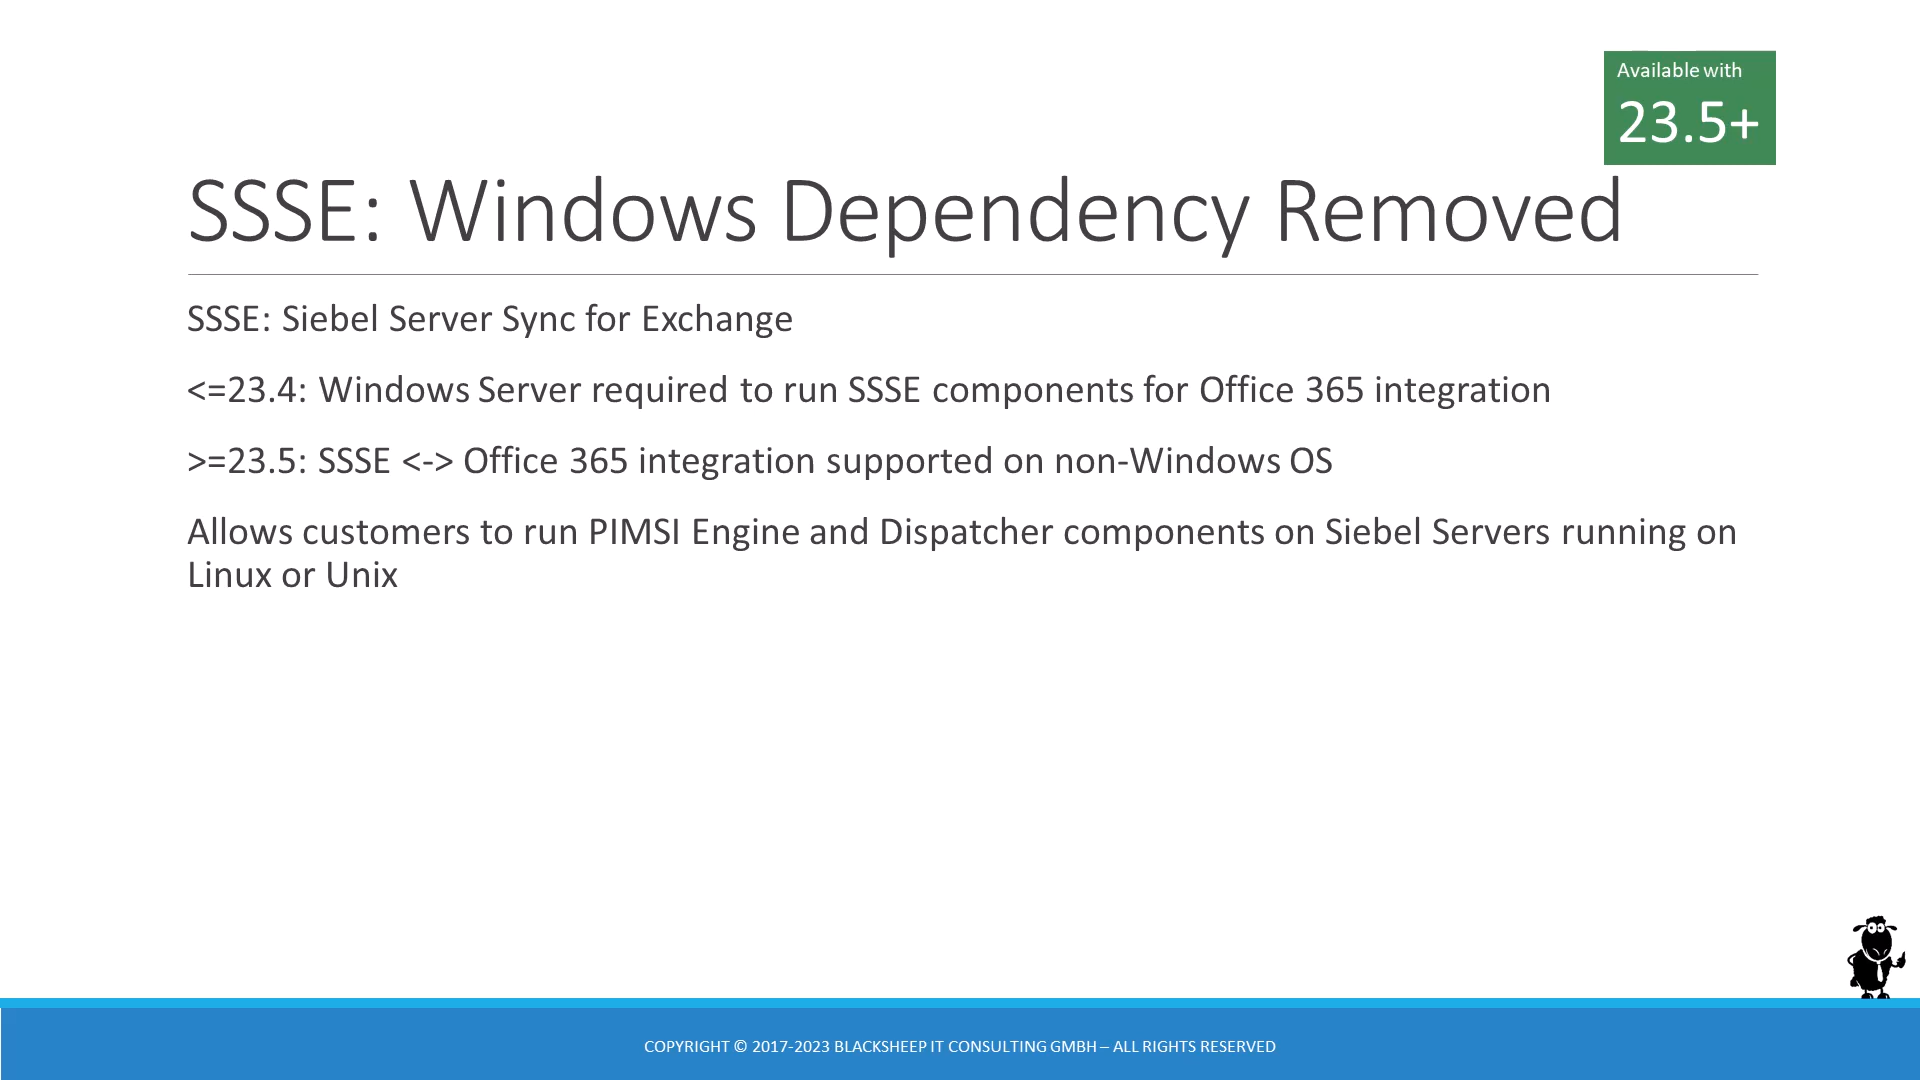 Available with
23.5+
SSSE: Windows Dependency Removed
SSSE: Siebel Server Sync for Exchange
<=23.4: Windows Server required to run SSSE components for Office 365 integration
>=23.5: SSSE <-> Office 365 integration supported on non-Windows OS
Allows customers to run PIMSI Engine and Dispatcher components on Siebel Servers running on
Linux or Unix
COPYRIGHT © 2017-2023 BLACKSHEEP IT CONSULTING GMBH – ALL RIGHTS RESERVED